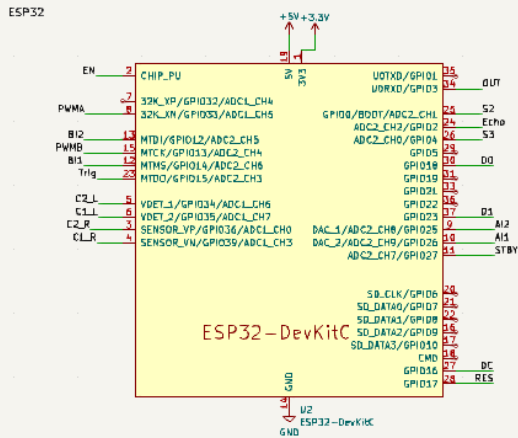 ESP32
+5V
+3.3V
19
1
5V
3V3
EN 2 CHIP_PU
7 32K_XP/GPIO32/ADC1_CH4
PWMA 8 32K_XN/GPIO33/ADC1_CH5
BI2 13 MTDI/GPIO12/ADC2_CH5
PWMB 15 MTCK/GPIO13/ADC2_CH4
BI1 12 MTMS/GPIO14/ADC2_CH6
Trig 23 MTDO/GPIO15/ADC2_CH3
C2_L 5 VDET_1/GPIO34/ADC1_CH6
C1_L 6 VDET_2/GPIO35/ADC1_CH7
C2_R 3 SENSOR_VP/GPIO36/ADC1_CH0
C1_R 4 SENSOR_VN/GPIO39/ADC1_CH3
U0TXD/GPIO1 35
U0RXD/GPIO3 34 OUT
GPIO0/BOOT/ADC2_CH1 25 S2
ADC2_CH2/GPIO2 24 Echo
ADC2_CH0/GPIO4 26 S3
GPIO5 29
GPIO18 30 D0
GPIO19 31
GPIO21 33
GPIO22 36
GPIO23 37 D1
DAC_1/ADC2_CH8/GPIO25 9 AI2
DAC_2/ADC2_CH9/GPIO26 10 AI1
ADC2_CH7/GPIO27 11 STBY
SD_CLK/GPIO6 20
SD_DATA0/GPIO7 21
SD_DATA1/GPIO8 22
SD_DATA2/GPIO9 16
SD_DATA3/GPIO10 17
CMD 18
GPIO16 27 DC
GPIO17 28 RES
ESP32-DevKitC
GND
14
U2
ESP32-DevKitC
GND